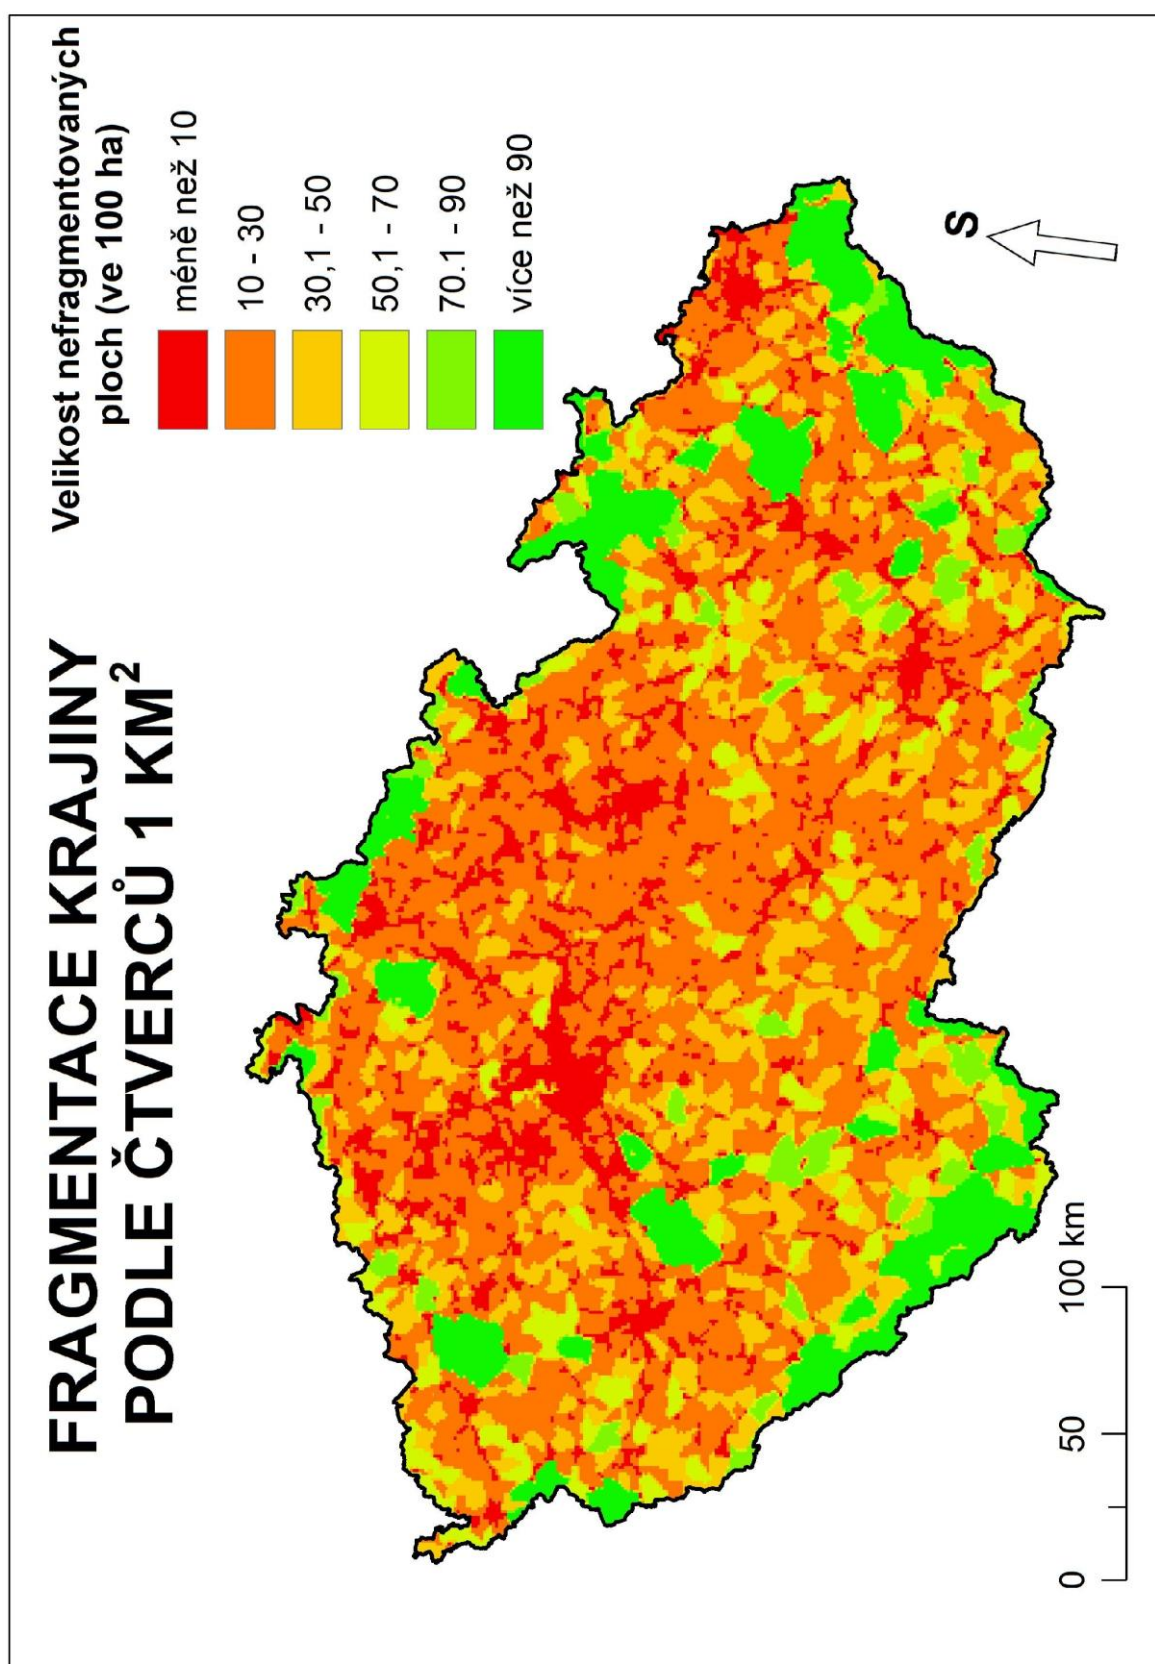 FRAGMENTACE KRAJINY
PODLE ČTVERCŮ 1 KM²
Velikost nefragmentovaných
ploch (ve 100 ha)
méně než 10
10 - 30
30,1 - 50
50,1 - 70
70.1 - 90
více než 90
S
0 50 100 km